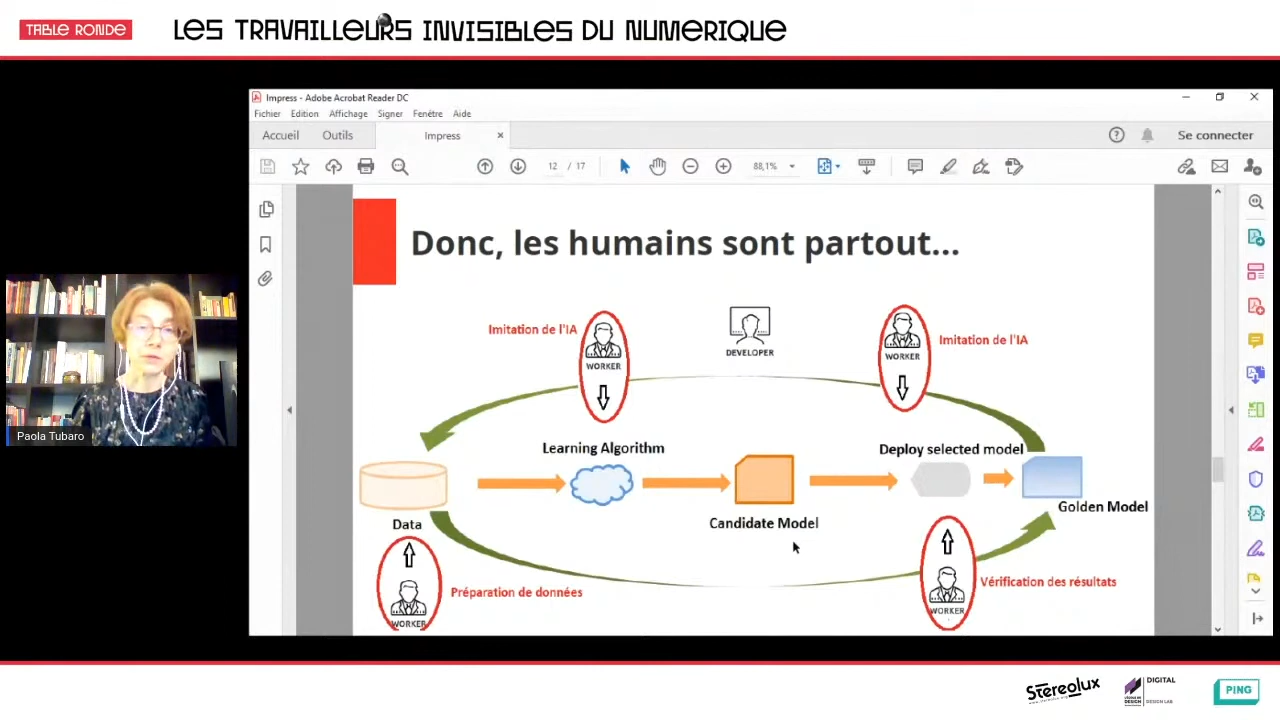 TABLE RONDE
LES TRAVAILLEURS INVISIBLES DU NUMERIQUE
Impress - Adobe Acrobat Reader DC
Fichier Edition Affichage Signer Fenêtre Aide
Accueil Outils Impress × Se connecter
12 / 17 88,1%
Donc, les humains sont partout...
Imitation de l'IA
WORKER
DEVELOPER
WORKER
Imitation de l'IA
Learning Algorithm
Deploy selected model
Golden Model
Data
Candidate Model
Préparation de données
WORKER
Vérification des résultats
WORKER
Paola Tubaro
Stereolux
DIGITAL
DESIGN LAB
PING